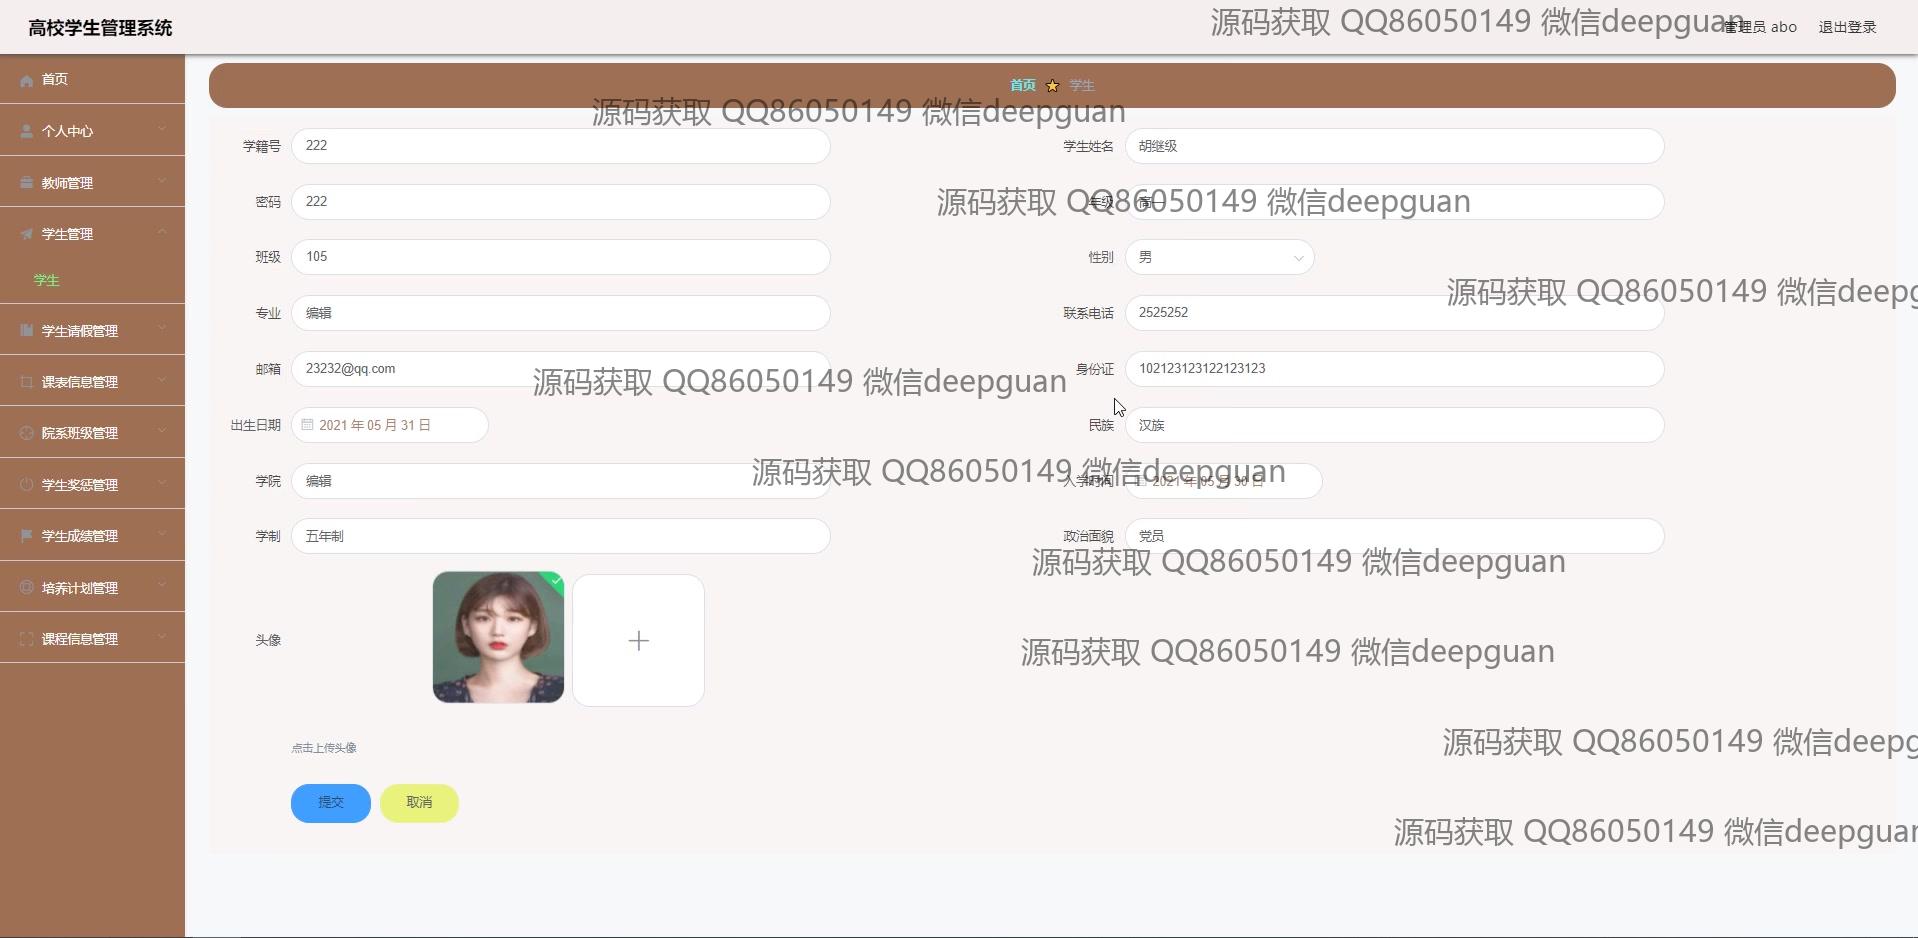 高校学生管理系统
源码获取 QQ86050149 微信deepguan
管理员 abo 退出登录
首页
个人中心
教师管理
学生管理
学生
学生请假管理
课表信息管理
院系班级管理
学生奖惩管理
学生成绩管理
培养计划管理
课程信息管理
首页 学生
源码获取 QQ86050149 微信deepguan
学籍号 222 学生姓名 胡继级
源码获取 QQ86050149 微信deepguan
密码 222 年级 高一
班级 105 性别 男
源码获取 QQ86050149 微信deepg
专业 编辑 联系电话 2525252
邮箱 23232@qq.com 身份证 102123123122123123
源码获取 QQ86050149 微信deepguan
出生日期 2021 年 05 月 31 日 民族 汉族
源码获取 QQ86050149 微信deepguan
学院 编辑 入学时间 2021 年 05 月 30 日
学制 五年制 政治面貌 党员
源码获取 QQ86050149 微信deepguan
头像
源码获取 QQ86050149 微信deepguan
点击上传头像
源码获取 QQ86050149 微信deepg
提交 取消
源码获取 QQ86050149 微信deepguan